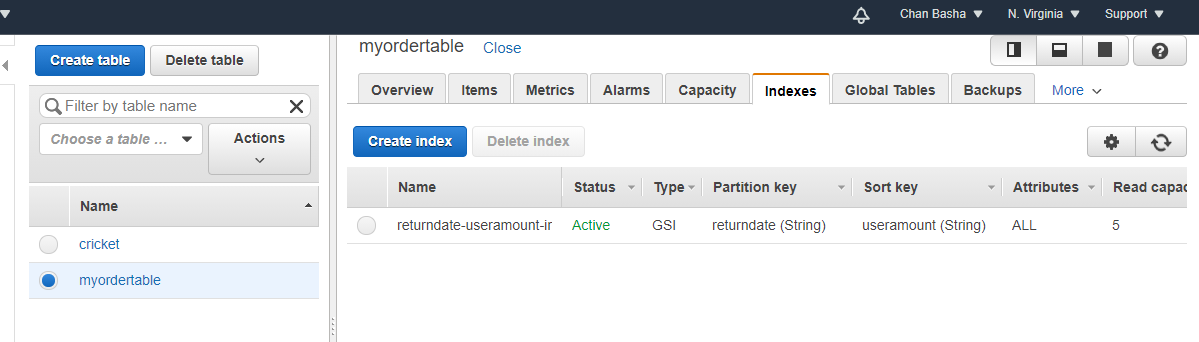 Chan Basha N. Virginia Support
Create table Delete table
Filter by table name
Choose a table ... Actions
Name
cricket
myordertable
myordertable Close
Overview Items Metrics Alarms Capacity Indexes Global Tables Backups More
Create index Delete index
Name Status Type Partition key Sort key Attributes Read capac
returndate-useramount-ir Active GSI returndate (String) useramount (String) ALL 5